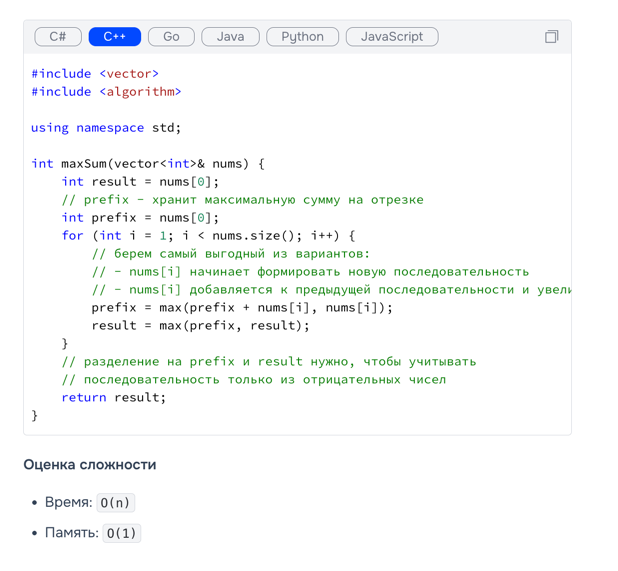 C# C++ Go Java Python JavaScript
#include <vector>
#include <algorithm>
using namespace std;
int maxSum(vector<int>& nums) {
    int result = nums[0];
    // prefix - хранит максимальную сумму на отрезке
    int prefix = nums[0];
    for (int i = 1; i < nums.size(); i++) {
        // берем самый выгодный из вариантов:
        // - nums[i] начинает формировать новую последовательность
        // - nums[i] добавляется к предыдущей последовательности и увели
        prefix = max(prefix + nums[i], nums[i]);
        result = max(prefix, result);
    }
    // разделение на prefix и result нужно, чтобы учитывать
    // последовательность только из отрицательных чисел
    return result;
}
Оценка сложности
• Время: O(n)
• Память: O(1)